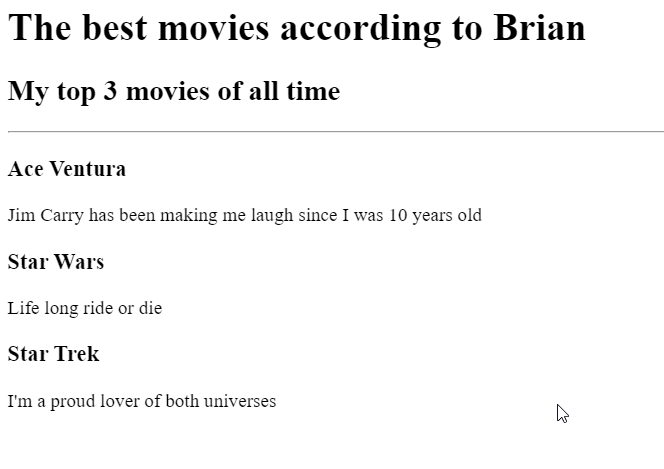 The best movies according to Brian
My top 3 movies of all time
Ace Ventura
Jim Carry has been making me laugh since I was 10 years old
Star Wars
Life long ride or die
Star Trek
I'm a proud lover of both universes